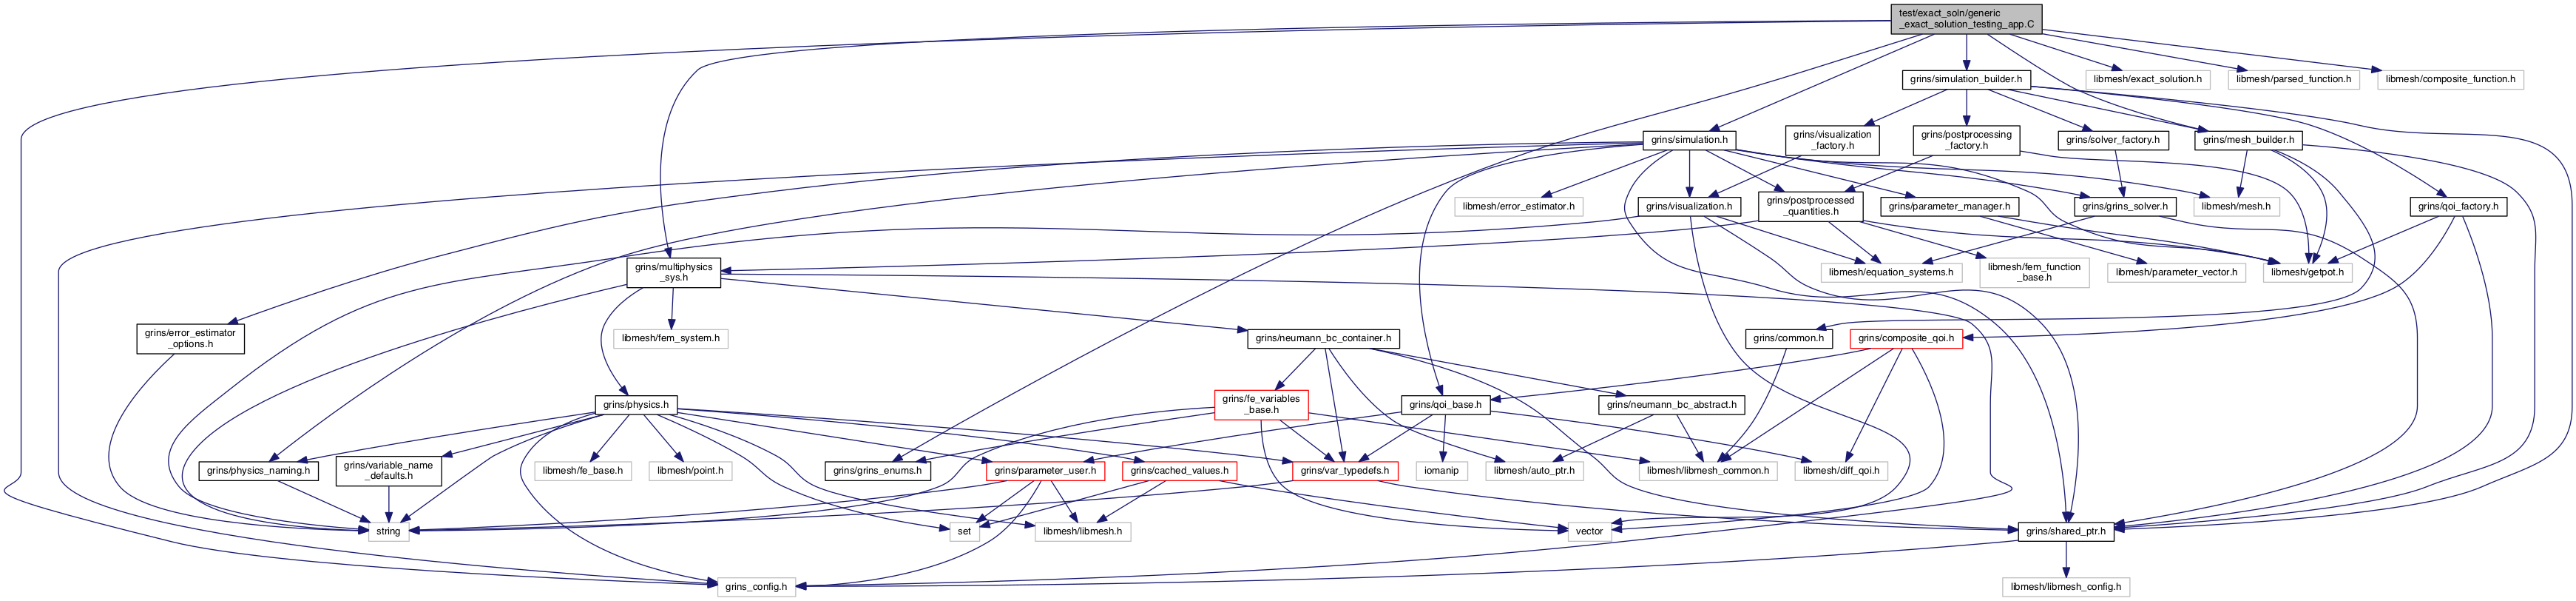 test/exact_soln/generic
_exact_solution_testing_app.C
grins/simulation_builder.h
libmesh/exact_solution.h
libmesh/parsed_function.h
libmesh/composite_function.h
grins/simulation.h
grins/visualization
_factory.h
grins/postprocessing
_factory.h
grins/solver_factory.h
grins/mesh_builder.h
libmesh/error_estimator.h
grins/visualization.h
grins/postprocessed
_quantities.h
grins/parameter_manager.h
grins/grins_solver.h
libmesh/mesh.h
grins/qoi_factory.h
grins/multiphysics
_sys.h
libmesh/equation_systems.h
libmesh/fem_function
_base.h
libmesh/parameter_vector.h
libmesh/getpot.h
grins/error_estimator
_options.h
libmesh/fem_system.h
grins/neumann_bc_container.h
grins/common.h
grins/composite_qoi.h
grins/physics.h
grins/fe_variables
_base.h
grins/qoi_base.h
grins/neumann_bc_abstract.h
grins/physics_naming.h
grins/variable_name
_defaults.h
libmesh/fe_base.h
libmesh/point.h
grins/grins_enums.h
grins/parameter_user.h
grins/cached_values.h
grins/var_typedefs.h
iomanip
libmesh/auto_ptr.h
libmesh/libmesh_common.h
libmesh/diff_qoi.h
string
set
libmesh/libmesh.h
vector
grins/shared_ptr.h
grins_config.h
libmesh/libmesh_config.h